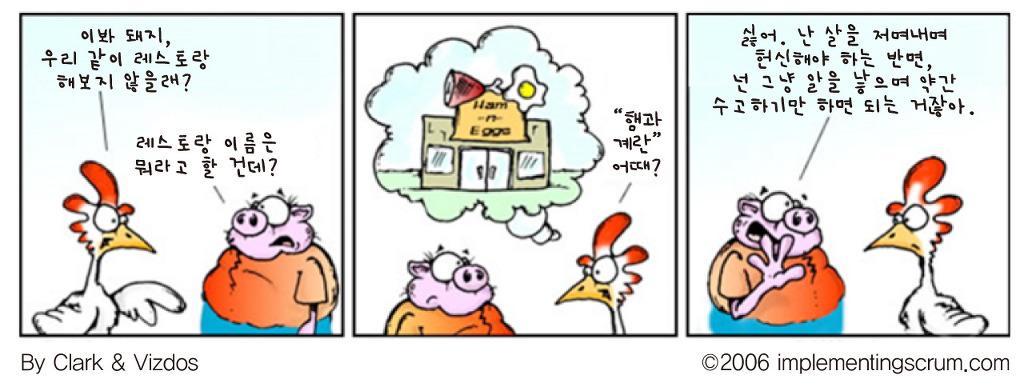 이봐 돼지,
우리 같이 레스토랑
해보지 않을래?
레스토랑 이름은
뭐라고 할 건데?
Ham
-n-
Eggs
"햄과
계란"
어때?
싫어. 난 살을 저며내며
헌신해야 하는 반면,
넌 그냥 알을 낳으며 약간
수고하기만 하면 되는 거잖아.
By Clark & Vizdos
©2006 implementingscrum.com